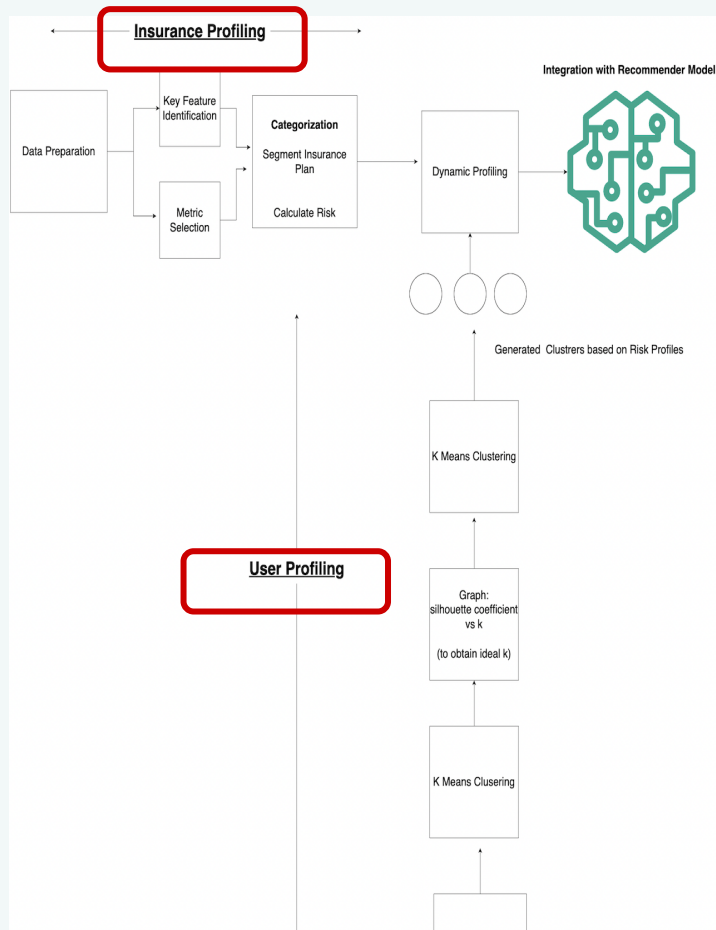 Insurance Profiling
Integration with Recommender Model
Data Preparation
Key Feature
Identification
Metric
Selection
Categorization
Segment Insurance
Plan
Calculate Risk
Dynamic Profiling
Generated Clustrers based on Risk Profiles
K Means Clustering
User Profiling
Graph:
silhouette coefficient
vs k
(to obtain ideal k)
K Means Clusering